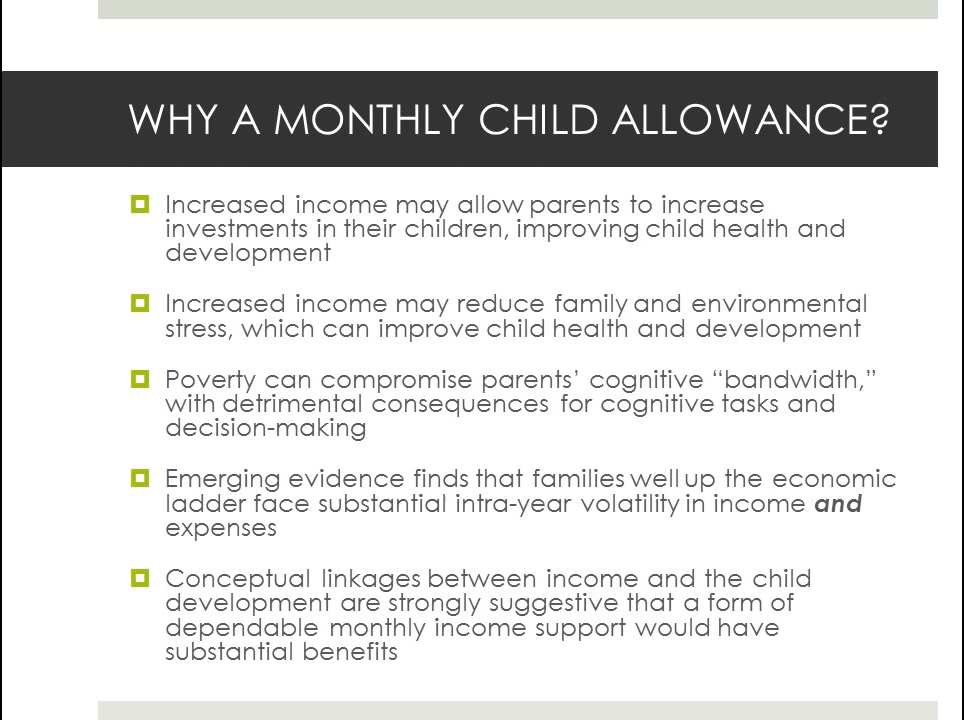 WHY A MONTHLY CHILD ALLOWANCE?
Increased income may allow parents to increase
investments in their children, improving child health and
development
Increased income may reduce family and environmental
stress, which can improve child health and development
Poverty can compromise parents’ cognitive “bandwidth,”
with detrimental consequences for cognitive tasks and
decision-making
Emerging evidence finds that families well up the economic
ladder face substantial intra-year volatility in income and
expenses
Conceptual linkages between income and the child
development are strongly suggestive that a form of
dependable monthly income support would have
substantial benefits